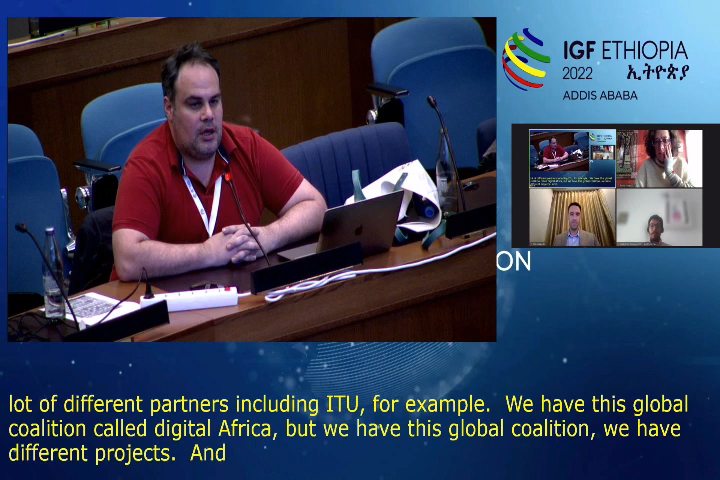 IGF ETHIOPIA
2022 ኢትዮጵያ
ADDIS ABABA
ON
lot of different partners including ITU, for example.  We have this global
coalition called digital Africa, but we have this global coalition, we have
different projects.  And